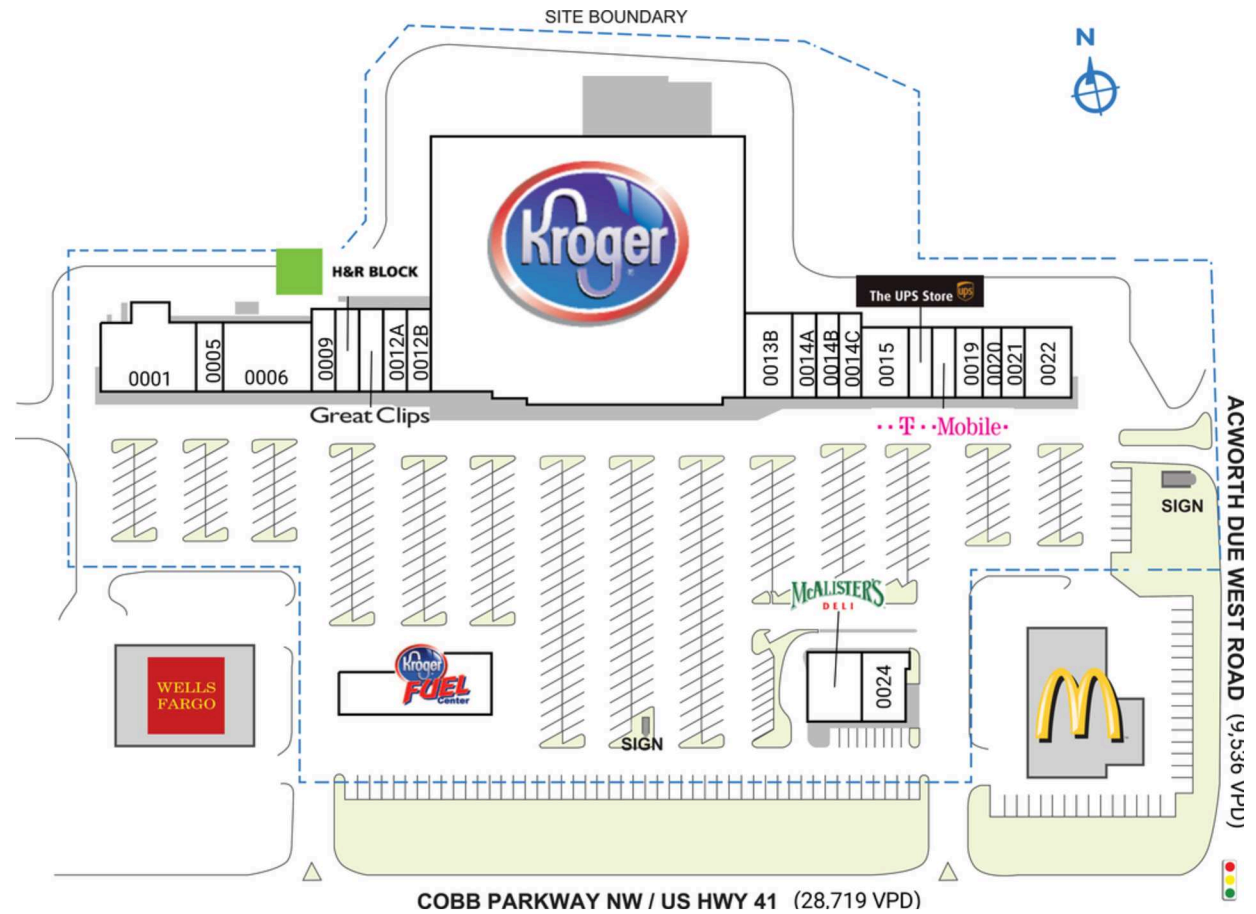 SITE BOUNDARY
N
Kroger
H&R BLOCK
The UPS Store ups
0001
0005
0006
0009
0012A
0012B
0013B
0014A
0014B
0014C
0015
0019
0020
0021
0022
Great Clips
T Mobile
SIGN
ACWORTH DUE WEST ROAD (9,536 VPD)
McALISTER'S
DELI
0024
Kroger
FUEL
Center
WELLS
FARGO
SIGN
M
COBB PARKWAY NW / US HWY 41 (28,719 VPD)